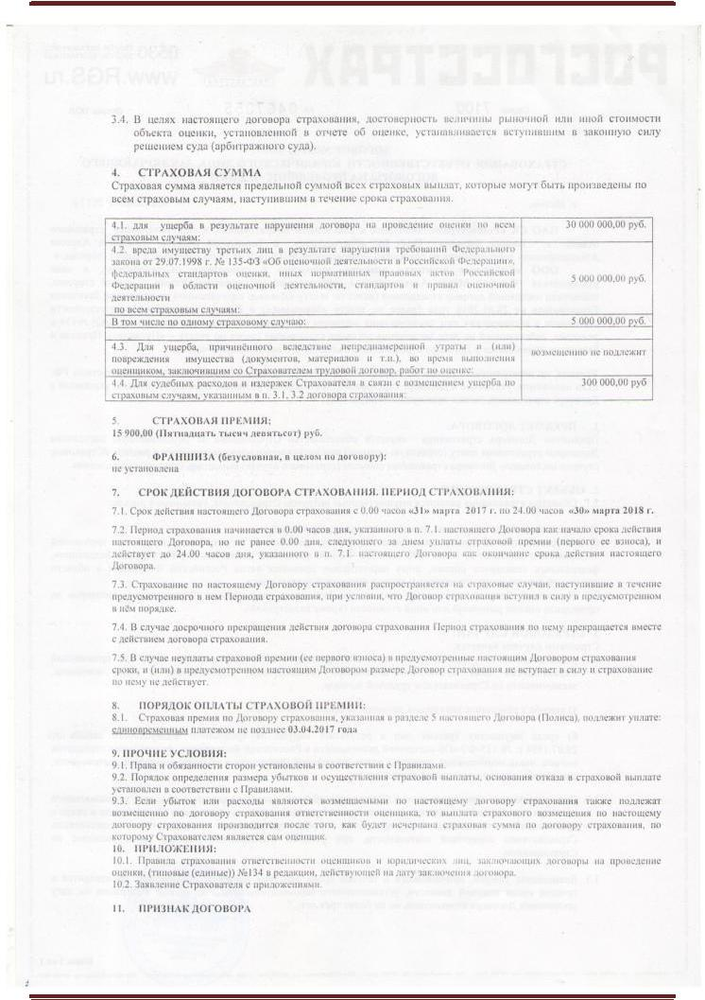 3.4. В целях настоящего договора страхования, достоверность величины рыночной или иной стоимости
объекта оценки, установленной в отчете об оценке, устанавливается вступившим в законную силу
решением суда (арбитражного суда).
4. СТРАХОВАЯ СУММА
Страховая сумма является предельной суммой всех страховых выплат, которые могут быть произведены по
всем страховым случаям, наступившим в течение срока страхования.
4.1. для ущерба в результате нарушения договора на проведение оценки по всем
страховым случаям:
30 000 000,00 руб.
4.2. вреда имуществу третьих лиц в результате нарушения требований Федерального
закона от 29.07.1998 г. № 135-ФЗ «Об оценочной деятельности в Российской Федерации»,
федеральных стандартов оценки, иных нормативных правовых актов Российской
Федерации в области оценочной деятельности, стандартов и правил оценочной
деятельности
по всем страховым случаям:
5 000 000,00 руб.
В том числе по одному страховому случаю:
5 000 000,00 руб.
4.3. Для ущерба, причинённого вследствие непреднамеренной утраты и (или)
повреждения имущества (документов, материалов и т.п.), во время выполнения
оценщиком, заключившим со Страхователем трудовой договор, работ по оценке:
возмещению не подлежит
4.4. Для судебных расходов и издержек Страхователя в связи с возмещением ущерба по
страховым случаям, указанным в п. 3.1, 3.2 договора страхования:
300 000,00 руб
5. СТРАХОВАЯ ПРЕМИЯ:
15 900,00 (Пятнадцать тысяч девятьсот) руб.
6. ФРАНШИЗА (безусловная, в целом по договору):
не установлена
7. СРОК ДЕЙСТВИЯ ДОГОВОРА СТРАХОВАНИЯ. ПЕРИОД СТРАХОВАНИЯ:
7.1. Срок действия настоящего Договора страхования с 0.00 часов «31» марта 2017 г. по 24.00 часов «30» марта 2018 г.
7.2. Период страхования начинается в 0.00 часов дня, указанного в п. 7.1. настоящего Договора как начало срока действия
настоящего Договора, но не ранее 0.00 дня, следующего за днем уплаты страховой премии (первого ее взноса), и
действует до 24.00 часов дня, указанного в п. 7.1. настоящего Договора как окончание срока действия настоящего
Договора.
7.3. Страхование по настоящему Договору страхования распространяется на страховые случаи, наступившие в течение
предусмотренного в нем Периода страхования, при условии, что Договор страхования вступил в силу в предусмотренном
в нём порядке.
7.4. В случае досрочного прекращения действия договора страхования Период страхования по нему прекращается вместе
с действием договора страхования.
7.5. В случае неуплаты страховой премии (ее первого взноса) в предусмотренные настоящим Договором страхования
сроки, и (или) в предусмотренном настоящим Договором размере Договор страхования не вступает в силу и страхование
по нему не действует.
8. ПОРЯДОК ОПЛАТЫ СТРАХОВОЙ ПРЕМИИ:
8.1. Страховая премия по Договору страхования, указанная в разделе 5 настоящего Договора (Полиса), подлежит уплате:
единовременным платежом не позднее 03.04.2017 года
9. ПРОЧИЕ УСЛОВИЯ:
9.1. Права и обязанности сторон установлены в соответствии с Правилами.
9.2. Порядок определения размера убытков и осуществления страховой выплаты, основания отказа в страховой выплате
установлен в соответствии с Правилами.
9.3. Если убыток или расходы являются возмещаемыми по настоящему договору страхования также подлежат
возмещению по договору страхования ответственности оценщика, то выплата страхового возмещения по настоящему
договору страхования производится после того, как будет исчерпана страховая сумма по договору страхования, по
которому Страхователем является сам оценщик.
10. ПРИЛОЖЕНИЯ:
10.1. Правила страхования ответственности оценщиков и юридических лиц, заключающих договоры на проведение
оценки, (типовые (единые)) №134 в редакции, действующей на дату заключения договора.
10.2. Заявление Страхователя с приложениями.
11. ПРИЗНАК ДОГОВОРА